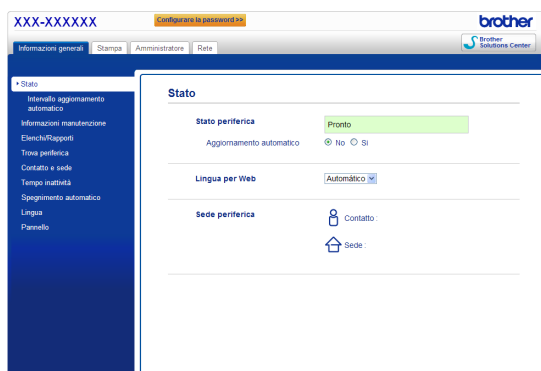 XXX-XXXXXX
Configurare la password >>
brother
Informazioni generali Stampa Amministratore Rete
Brother Solutions Center
Stato
Intervallo aggiornamento automatico
Informazioni manutenzione
Elenchi/Rapporti
Trova periferica
Contatto e sede
Tempo inattività
Spegnimento automatico
Lingua
Pannello
Stato
Stato periferica Pronto
Aggiornamento automatico No Sì
Lingua per Web Automático
Sede periferica Contatto :
Sede :